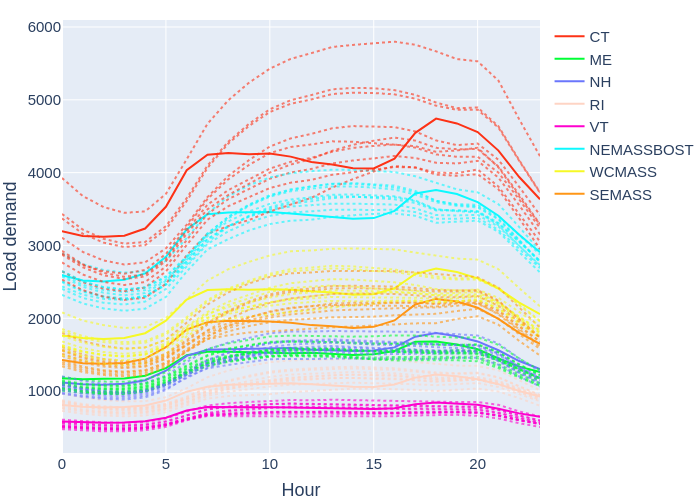 6000
5000
4000
3000
2000
1000
0
5
10
15
20
Hour
Load demand
CT
ME
NH
RI
VT
NEMASSBOST
WCMASS
SEMASS